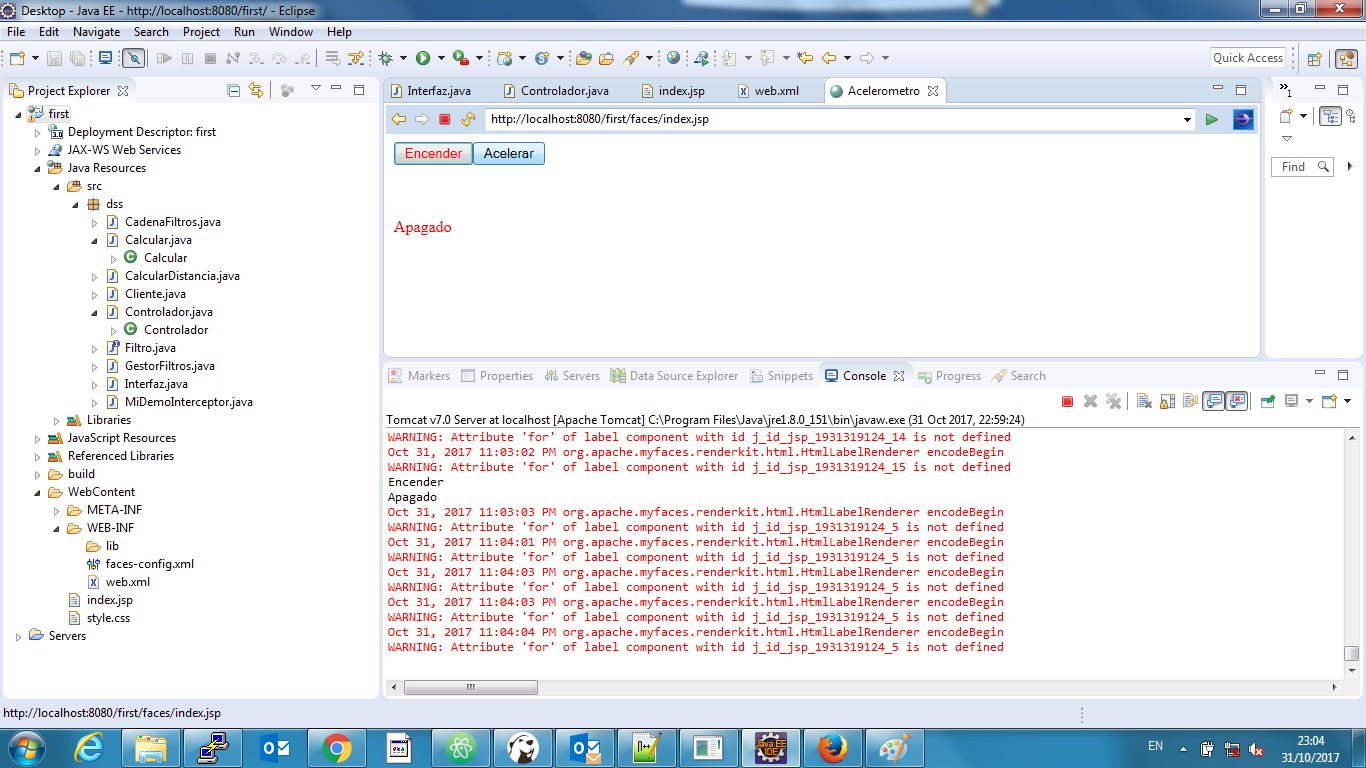 Desktop - Java EE - http://localhost:8080/first/ - Eclipse
File Edit Navigate Search Project Run Window Help
Quick Access
Project Explorer
first
Deployment Descriptor: first
JAX-WS Web Services
Java Resources
src
dss
CadenaFiltros.java
Calcular.java
Calcular
CalcularDistancia.java
Cliente.java
Controlador.java
Controlador
Filtro.java
GestorFiltros.java
Interfaz.java
MiDemoInterceptor.java
Libraries
JavaScript Resources
Referenced Libraries
build
WebContent
META-INF
WEB-INF
lib
faces-config.xml
web.xml
index.jsp
style.css
Servers
Interfaz.java Controlador.java index.jsp web.xml Acelerometro
http://localhost:8080/first/faces/index.jsp
Encender Acelerar
Apagado
1
Find
Markers Properties Servers Data Source Explorer Snippets Console Progress Search
Tomcat v7.0 Server at localhost [Apache Tomcat] C:\Program Files\Java\jre1.8.0_151\bin\javaw.exe (31 Oct 2017, 22:59:24)
WARNING: Attribute 'for' of label component with id j_id_jsp_1931319124_14 is not defined
Oct 31, 2017 11:03:02 PM org.apache.myfaces.renderkit.html.HtmlLabelRenderer encodeBegin
WARNING: Attribute 'for' of label component with id j_id_jsp_1931319124_15 is not defined
Encender
Apagado
Oct 31, 2017 11:03:03 PM org.apache.myfaces.renderkit.html.HtmlLabelRenderer encodeBegin
WARNING: Attribute 'for' of label component with id j_id_jsp_1931319124_5 is not defined
Oct 31, 2017 11:04:01 PM org.apache.myfaces.renderkit.html.HtmlLabelRenderer encodeBegin
WARNING: Attribute 'for' of label component with id j_id_jsp_1931319124_5 is not defined
Oct 31, 2017 11:04:03 PM org.apache.myfaces.renderkit.html.HtmlLabelRenderer encodeBegin
WARNING: Attribute 'for' of label component with id j_id_jsp_1931319124_5 is not defined
Oct 31, 2017 11:04:03 PM org.apache.myfaces.renderkit.html.HtmlLabelRenderer encodeBegin
WARNING: Attribute 'for' of label component with id j_id_jsp_1931319124_5 is not defined
Oct 31, 2017 11:04:04 PM org.apache.myfaces.renderkit.html.HtmlLabelRenderer encodeBegin
WARNING: Attribute 'for' of label component with id j_id_jsp_1931319124_5 is not defined
http://localhost:8080/first/faces/index.jsp
Java EE
IDE
EN
23:04
31/10/2017